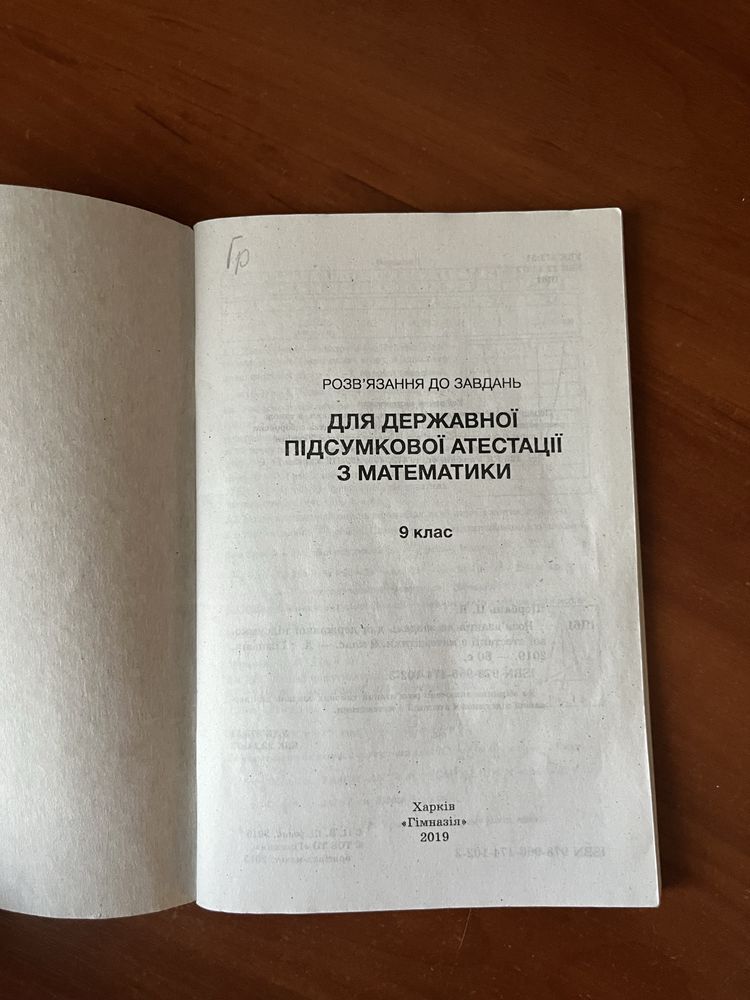 Гр
РОЗВ'ЯЗАННЯ ДО ЗАВДАНЬ
ДЛЯ ДЕРЖАВНОЇ
ПІДСУМКОВОЇ АТЕСТАЦІЇ
З МАТЕМАТИКИ
9 клас
Харків
«Гімназія»
2019